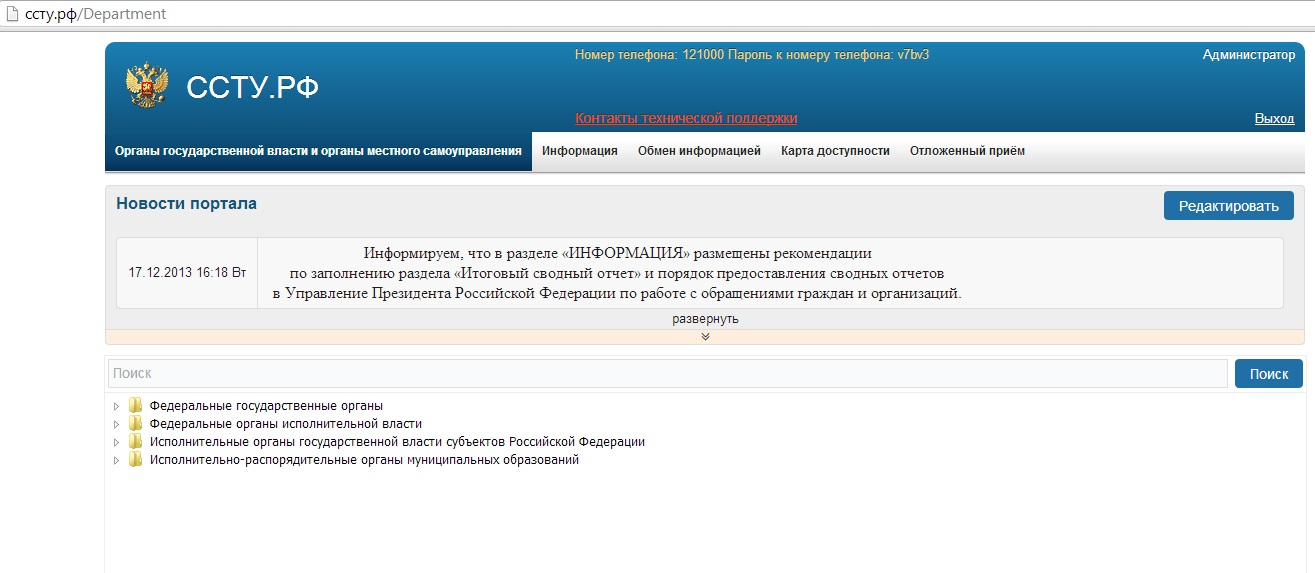 ссту.рф/Department
Номер телефона: 121000 Пароль к номеру телефона: v7bv3
Администратор
ССТУ.РФ
Контакты технической поддержки
Выход
Органы государственной власти и органы местного самоуправления Информация Обмен информацией Карта доступности Отложенный приём
Новости портала
Редактировать
17.12.2013 16:18 Вт
Информируем, что в разделе «ИНФОРМАЦИЯ» размещены рекомендации
по заполнению раздела «Итоговый сводный отчет» и порядок предоставления сводных отчетов
в Управление Президента Российской Федерации по работе с обращениями граждан и организаций.
развернуть
Поиск Поиск
Федеральные государственные органы
Федеральные органы исполнительной власти
Исполнительные органы государственной власти субъектов Российской Федерации
Исполнительно-распорядительные органы муниципальных образований